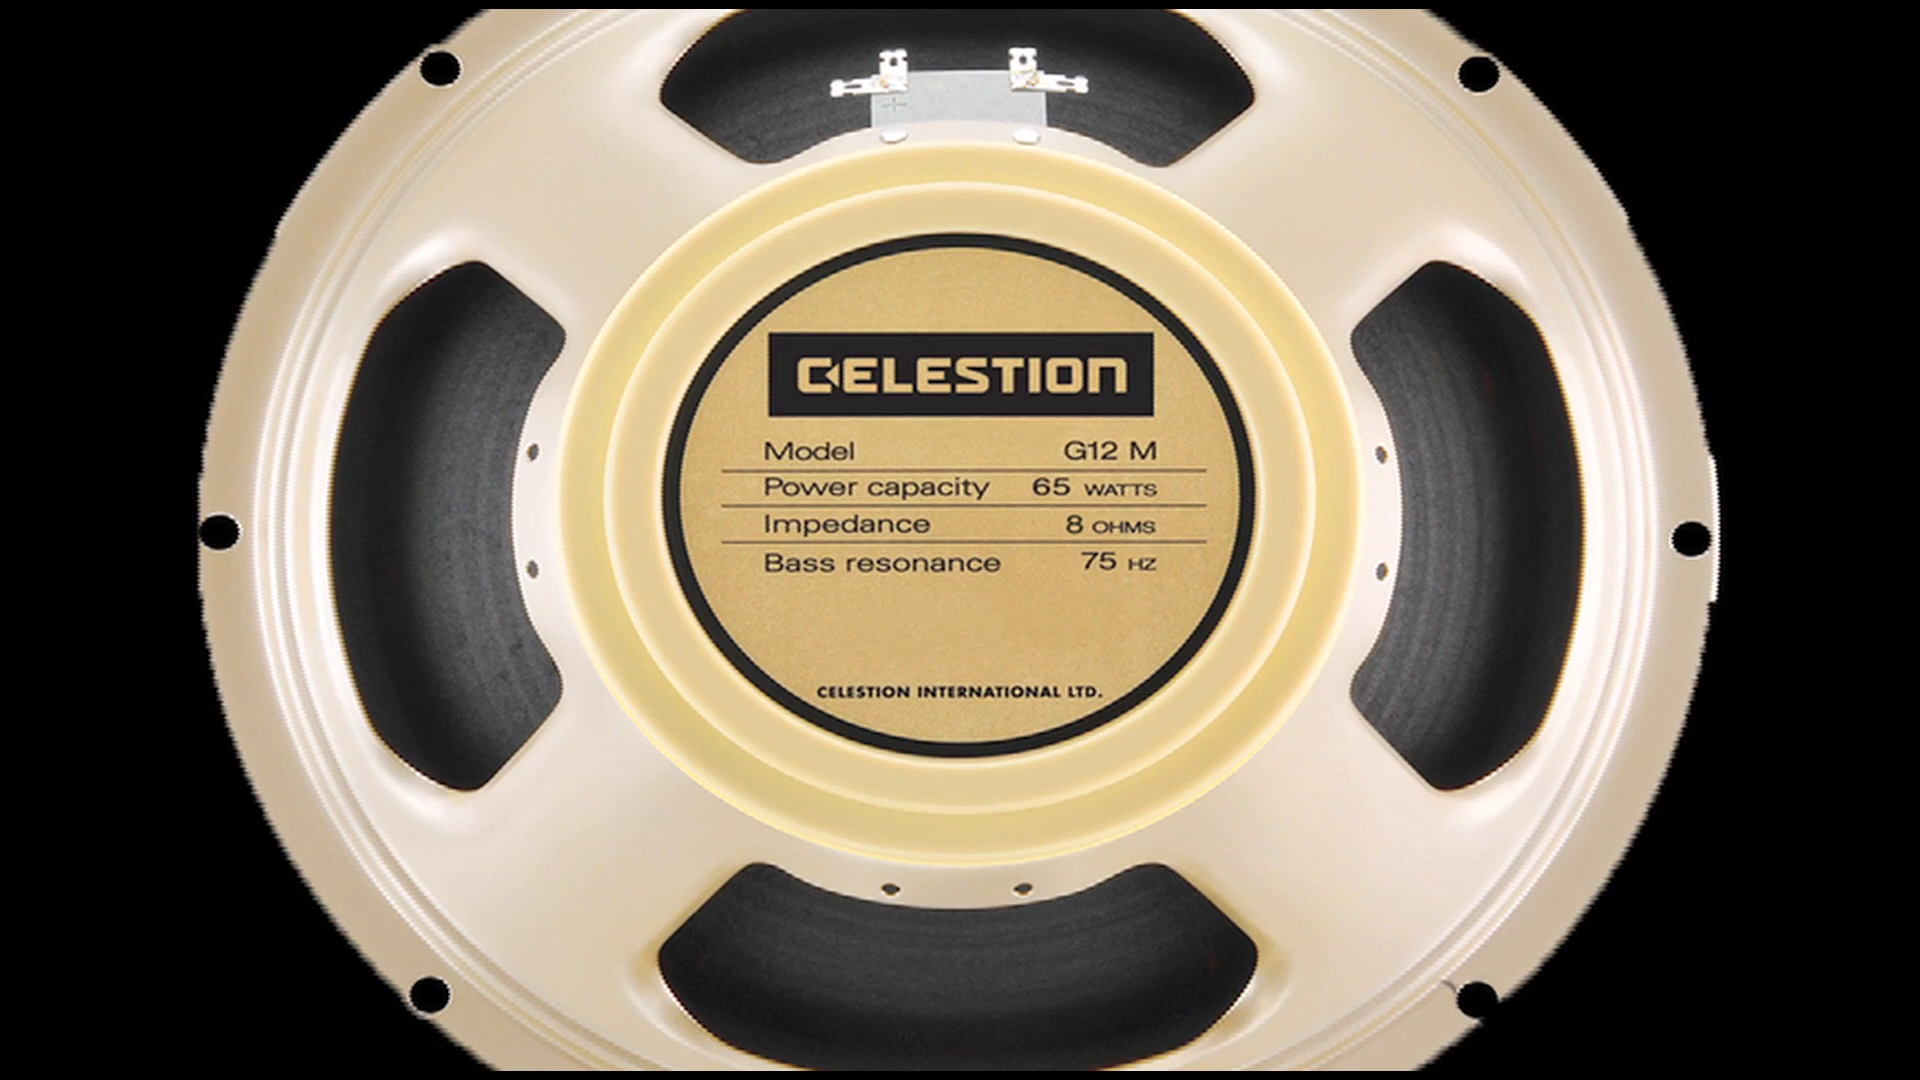 CELESTION
Model G12 M
Power capacity 65 WATTS
Impedance 8 OHMS
Bass resonance 75 HZ
CELESTION INTERNATIONAL LTD.